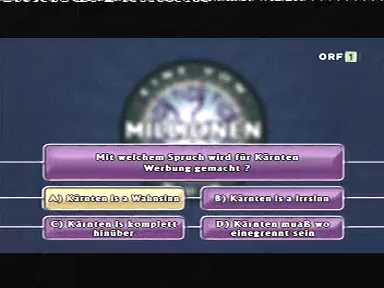 ORF 1
MILLIONEN
Mit welchem Spruch wird für Kärnten
Werbung gemacht ?
A) Kärnten is a Wahnsinn
B) Kärnten is a Irrsinn
C) Kärnten is komplett
hinüber
D) Kärnten muaß wo
einegrennt sein